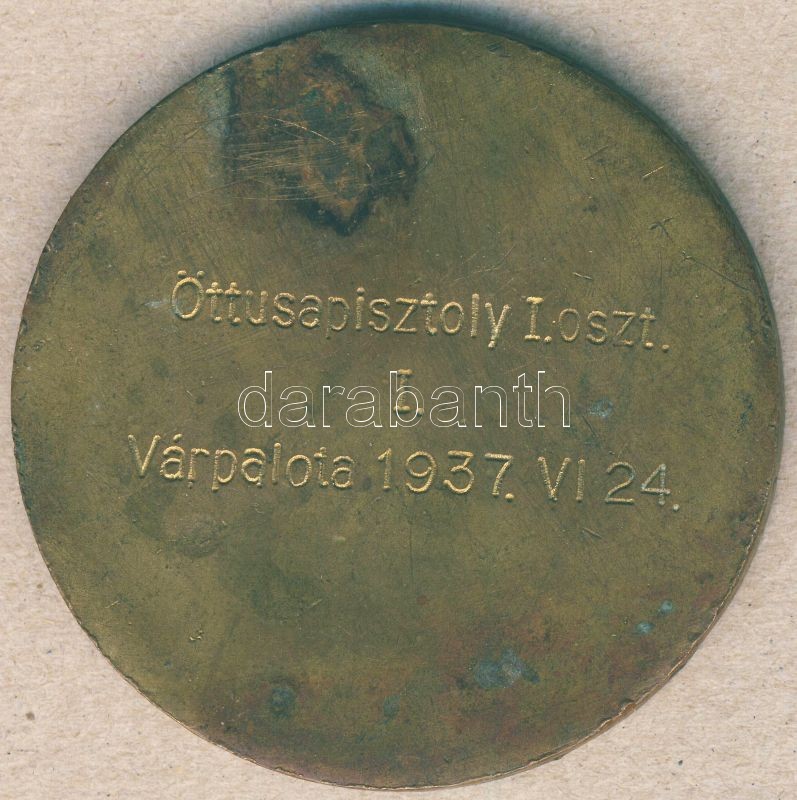 Öttusapisztoly I.oszt.
I.
darabanth
Várpalota 1937. VI 24.